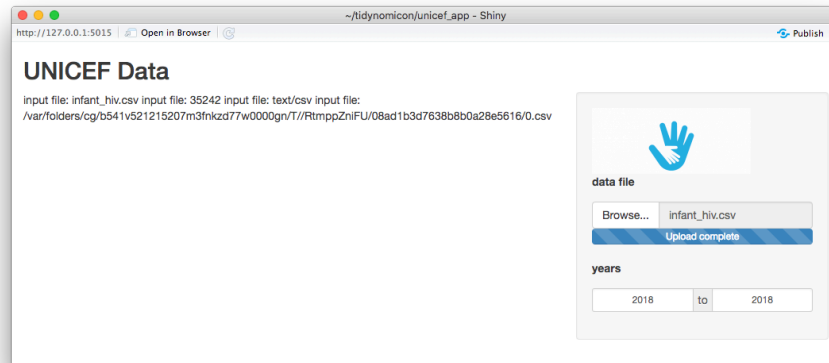 ~/tidynomicon/unicef_app - Shiny
http://127.0.0.1:5015 Open in Browser Publish
UNICEF Data
input file: infant_hiv.csv input file: 35242 input file: text/csv input file:
/var/folders/cg/b541v521215207m3fnkzd77w0000gn/T//RtmppZniFU/08ad1b3d7638b8b0a28e5616/0.csv
data file
Browse... infant_hiv.csv
Upload complete
years
2018 to 2018